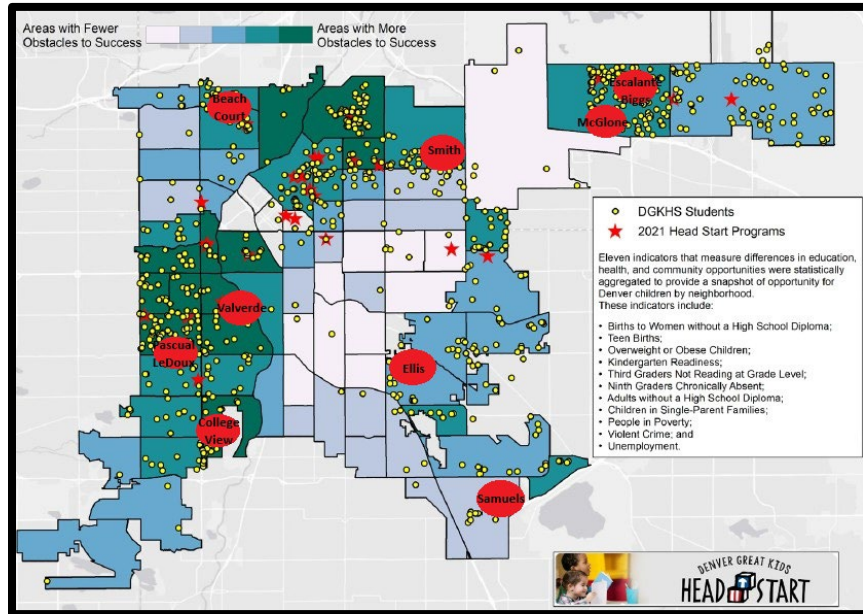 Areas with Fewer
Obstacles to Success
Areas with More
Obstacles to Success
Beach
Court
Escalante
Biggs
McGlone
Smith
DGKHS Students
2021 Head Start Programs
Eleven indicators that measure differences in education,
health, and community opportunities were statistically
aggregated to provide a snapshot of opportunity for
Denver children by neighborhood.
These indicators include:
• Births to Women without a High School Diploma;
• Teen Births;
• Overweight or Obese Children;
• Kindergarten Readiness;
• Third Graders Not Reading at Grade Level;
• Ninth Graders Chronically Absent;
• Adults without a High School Diploma;
• Children in Single-Parent Families;
• People in Poverty;
• Violent Crime; and
• Unemployment.
Valverde
Pascual
LeDoux
Ellis
College
View
Samuels
DENVER GREAT KIDS
HEAD START